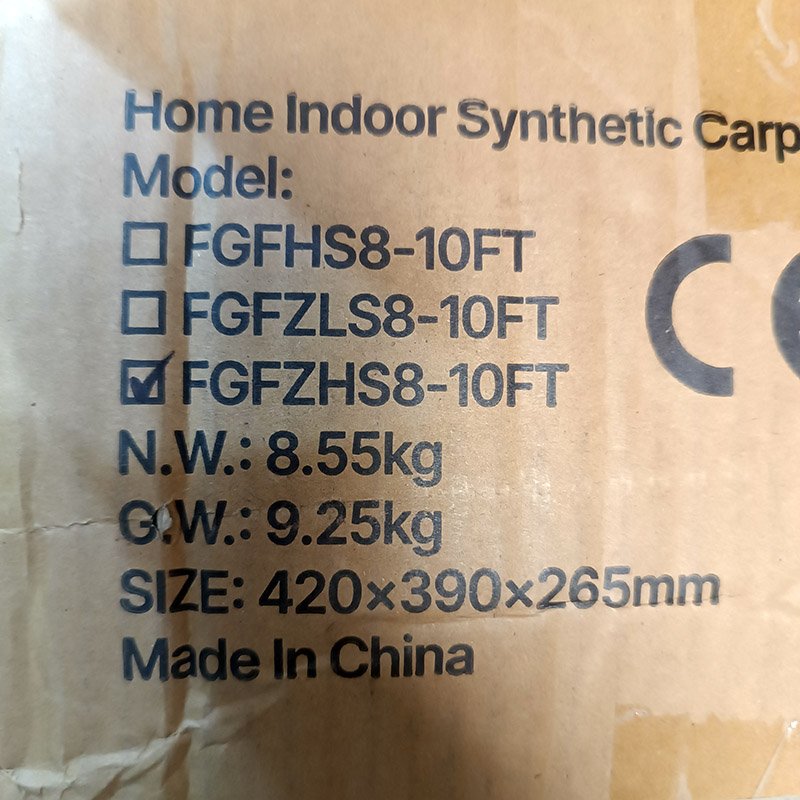 Home Indoor Synthetic Carp
Model:
☐ FGFHS8-10FT
☐ FGFZLS8-10FT
☑ FGFZHS8-10FT
CE
N.W.: 8.55kg
G.W.: 9.25kg
SIZE: 420×390×265mm
Made In China